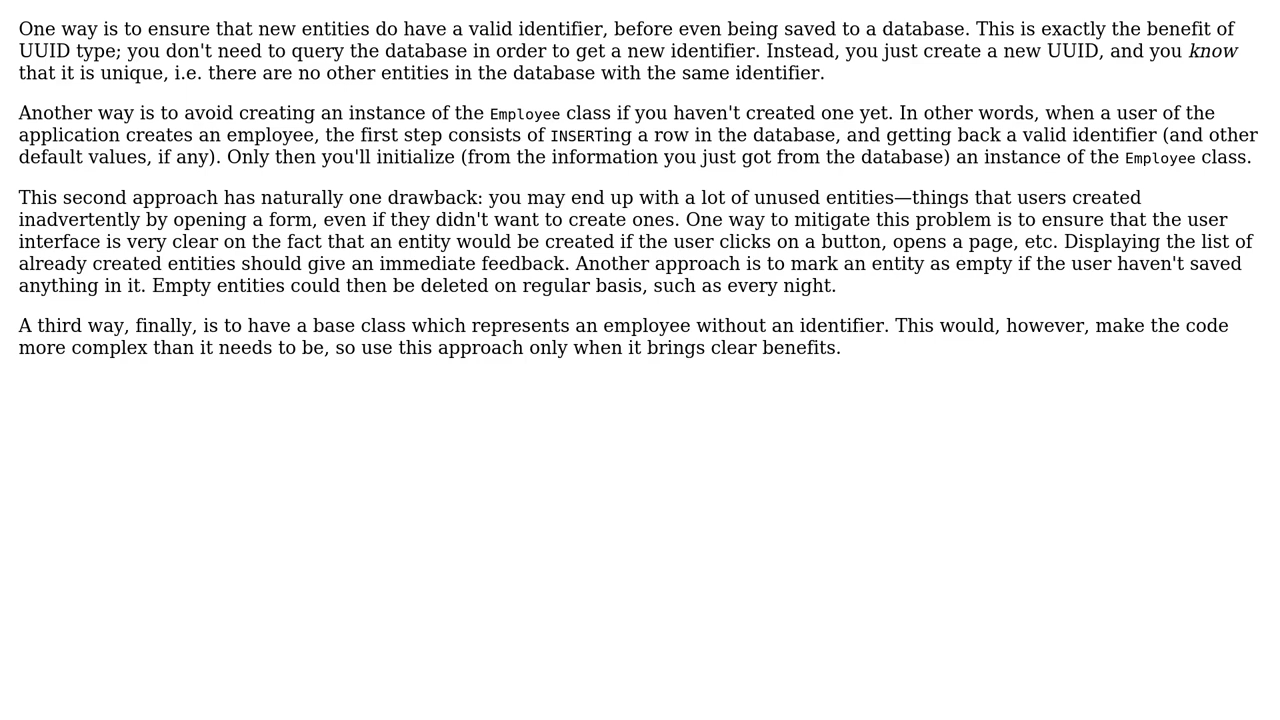 One way is to ensure that new entities do have a valid identifier, before even being saved to a database. This is exactly the benefit of
UUID type; you don't need to query the database in order to get a new identifier. Instead, you just create a new UUID, and you know
that it is unique, i.e. there are no other entities in the database with the same identifier.
Another way is to avoid creating an instance of the Employee class if you haven't created one yet. In other words, when a user of the
application creates an employee, the first step consists of INSERTing a row in the database, and getting back a valid identifier (and other
default values, if any). Only then you'll initialize (from the information you just got from the database) an instance of the Employee class.
This second approach has naturally one drawback: you may end up with a lot of unused entities—things that users created
inadvertently by opening a form, even if they didn't want to create ones. One way to mitigate this problem is to ensure that the user
interface is very clear on the fact that an entity would be created if the user clicks on a button, opens a page, etc. Displaying the list of
already created entities should give an immediate feedback. Another approach is to mark an entity as empty if the user haven't saved
anything in it. Empty entities could then be deleted on regular basis, such as every night.
A third way, finally, is to have a base class which represents an employee without an identifier. This would, however, make the code
more complex than it needs to be, so use this approach only when it brings clear benefits.